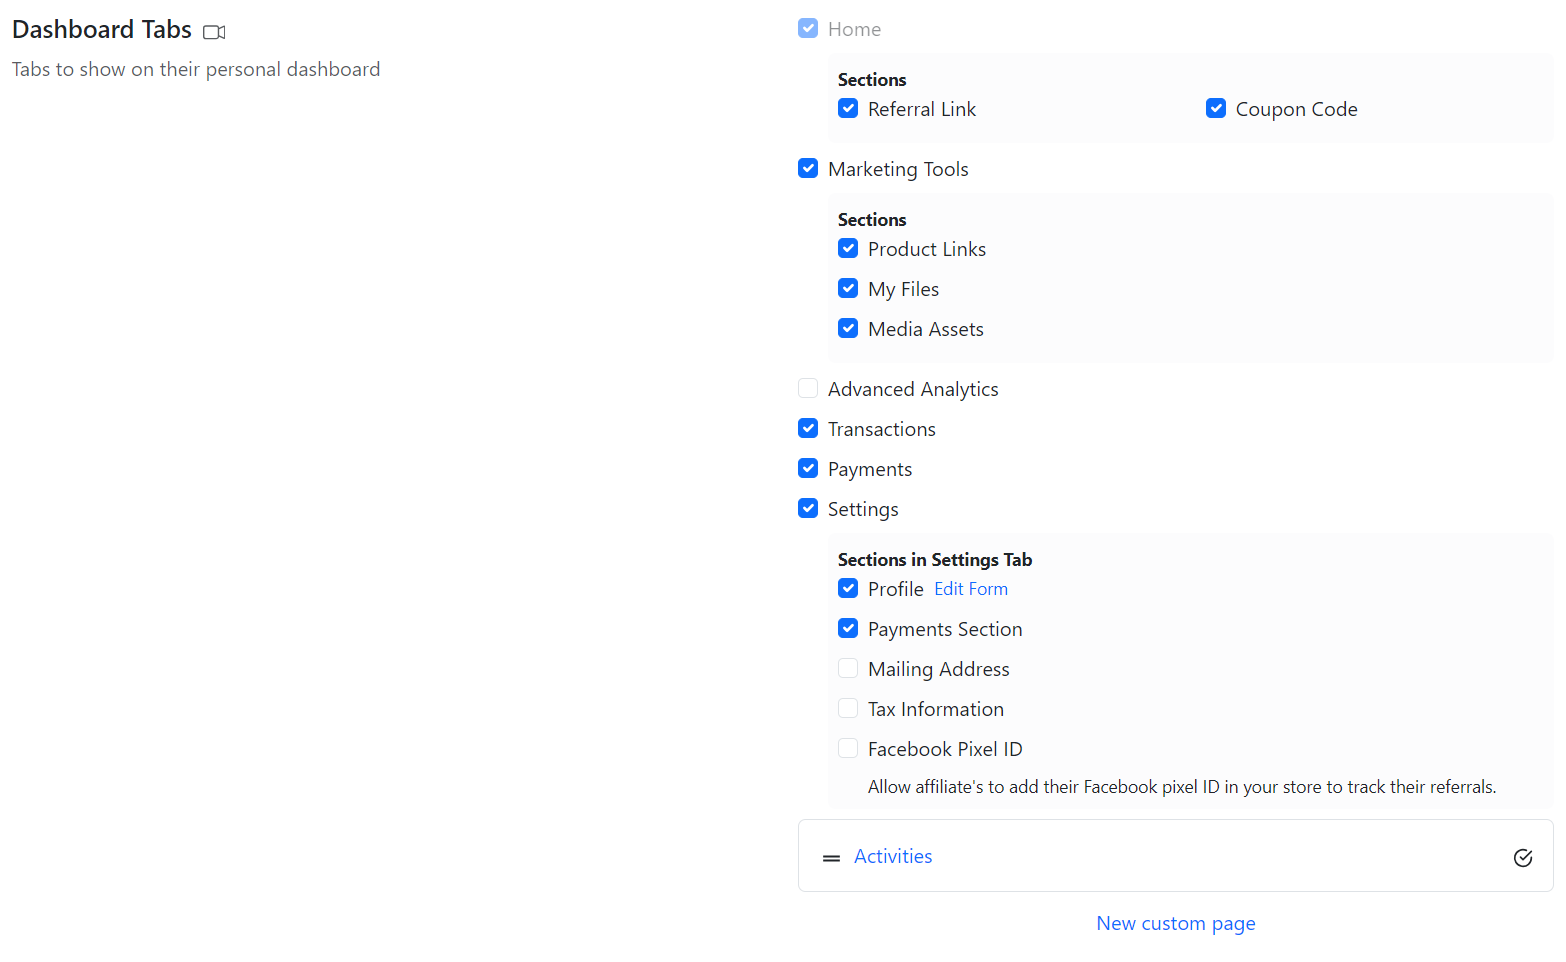 Dashboard Tabs
Tabs to show on their personal dashboard
Home
Sections
Referral Link
Coupon Code
Marketing Tools
Sections
Product Links
My Files
Media Assets
Advanced Analytics
Transactions
Payments
Settings
Sections in Settings Tab
Profile Edit Form
Payments Section
Mailing Address
Tax Information
Facebook Pixel ID
Allow affiliate's to add their Facebook pixel ID in your store to track their referrals.
Activities
New custom page